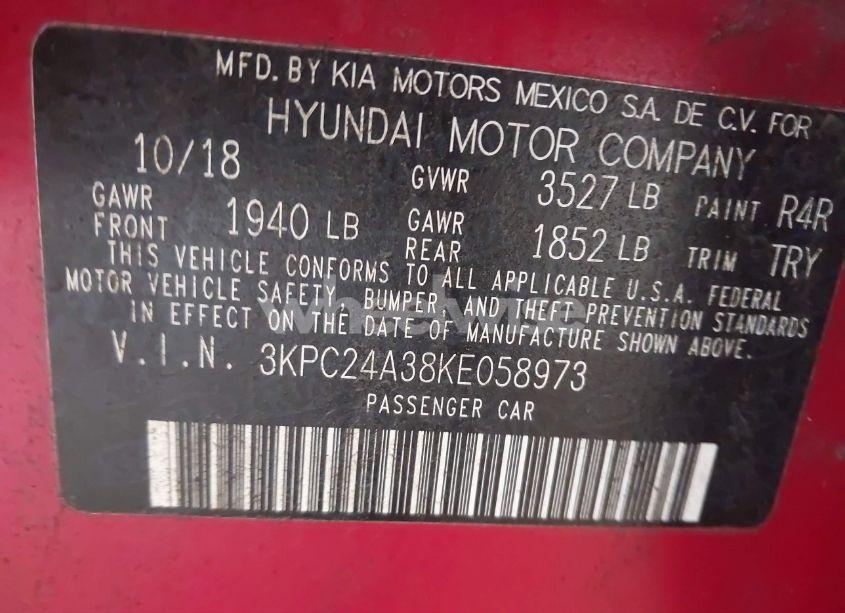 MFD. BY KIA MOTORS MEXICO S.A. DE C.V. FOR
HYUNDAI MOTOR COMPANY
10/18 GVWR 3527 LB PAINT R4R
GAWR FRONT 1940 LB GAWR REAR 1852 LB TRIM TRY
THIS VEHICLE CONFORMS TO ALL APPLICABLE U.S.A. FEDERAL
MOTOR VEHICLE SAFETY, BUMPER, AND THEFT PREVENTION STANDARDS
IN EFFECT ON THE DATE OF MANUFACTURE SHOWN ABOVE.
V.I.N. 3KPC24A38KE058973
PASSENGER CAR